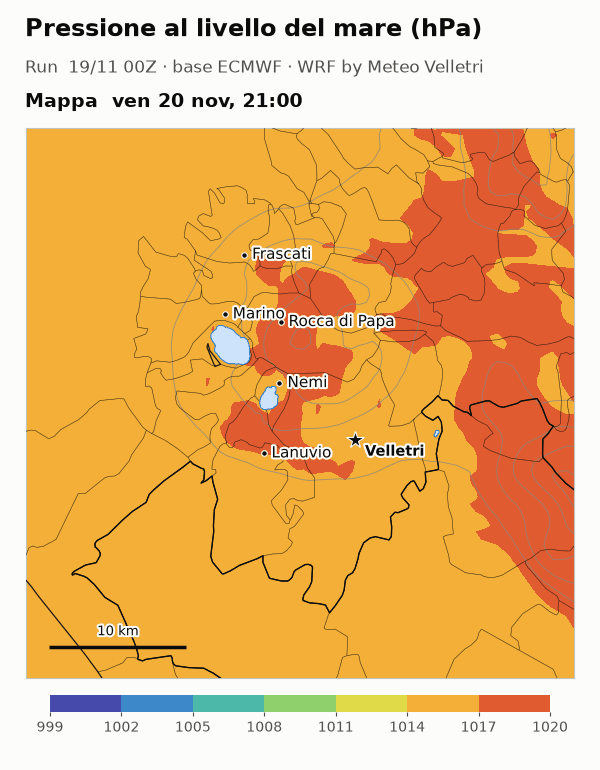 Pressione al livello del mare (hPa)
Run  19/11 00Z · base ECMWF · WRF by Meteo Velletri
Mappa  ven 20 nov, 21:00
Frascati
Marino
Rocca di Papa
Nemi
Velletri
Lanuvio
10 km
999 1002 1005 1008 1011 1014 1017 1020